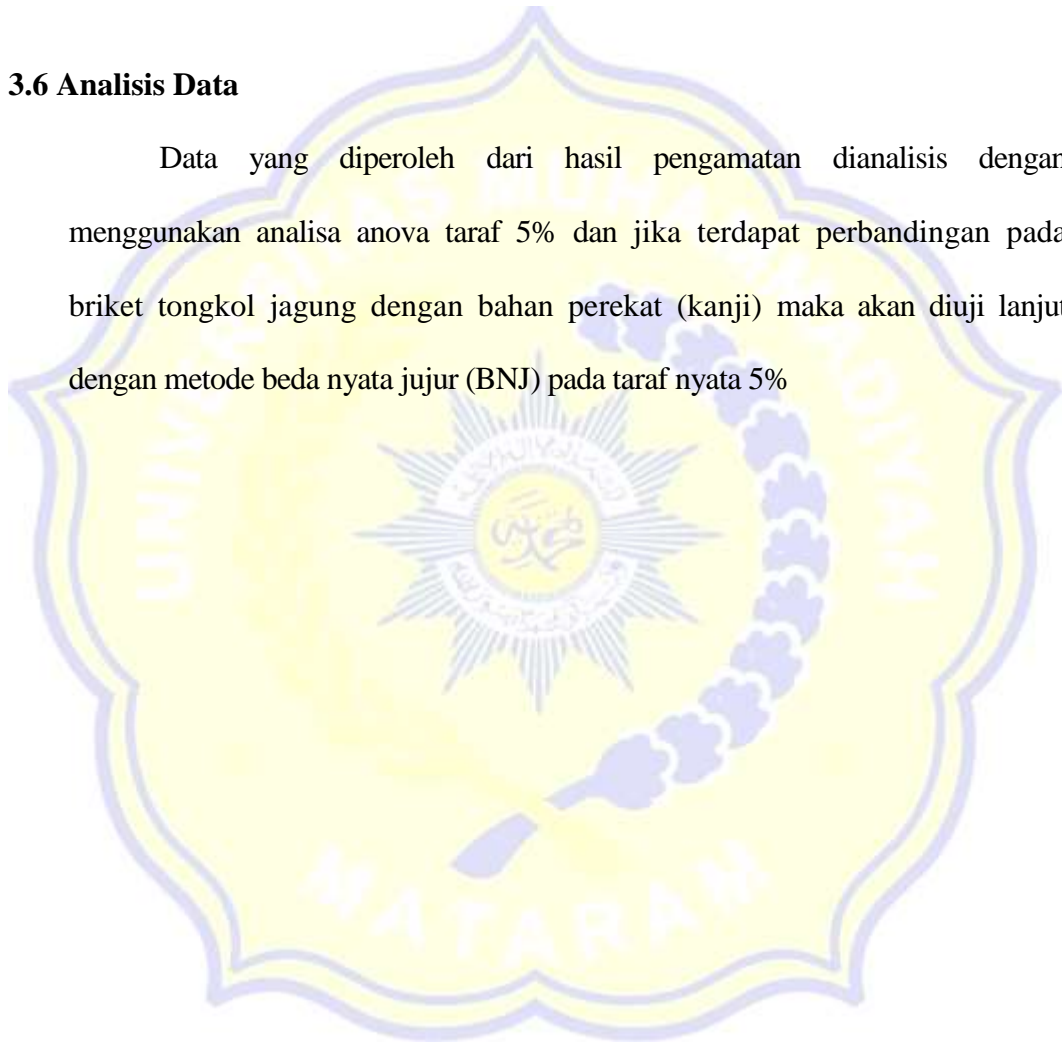 3.6 Analisis Data
Data yang diperoleh dari hasil pengamatan dianalisis dengan
menggunakan analisa anova taraf 5% dan jika terdapat perbandingan pada
briket tongkol jagung dengan bahan perekat (kanji) maka akan diuji lanjut
dengan metode beda nyata jujur (BNJ) pada taraf nyata 5%
UNIVERSITAS MUHAMMADIYAH
MATARAM